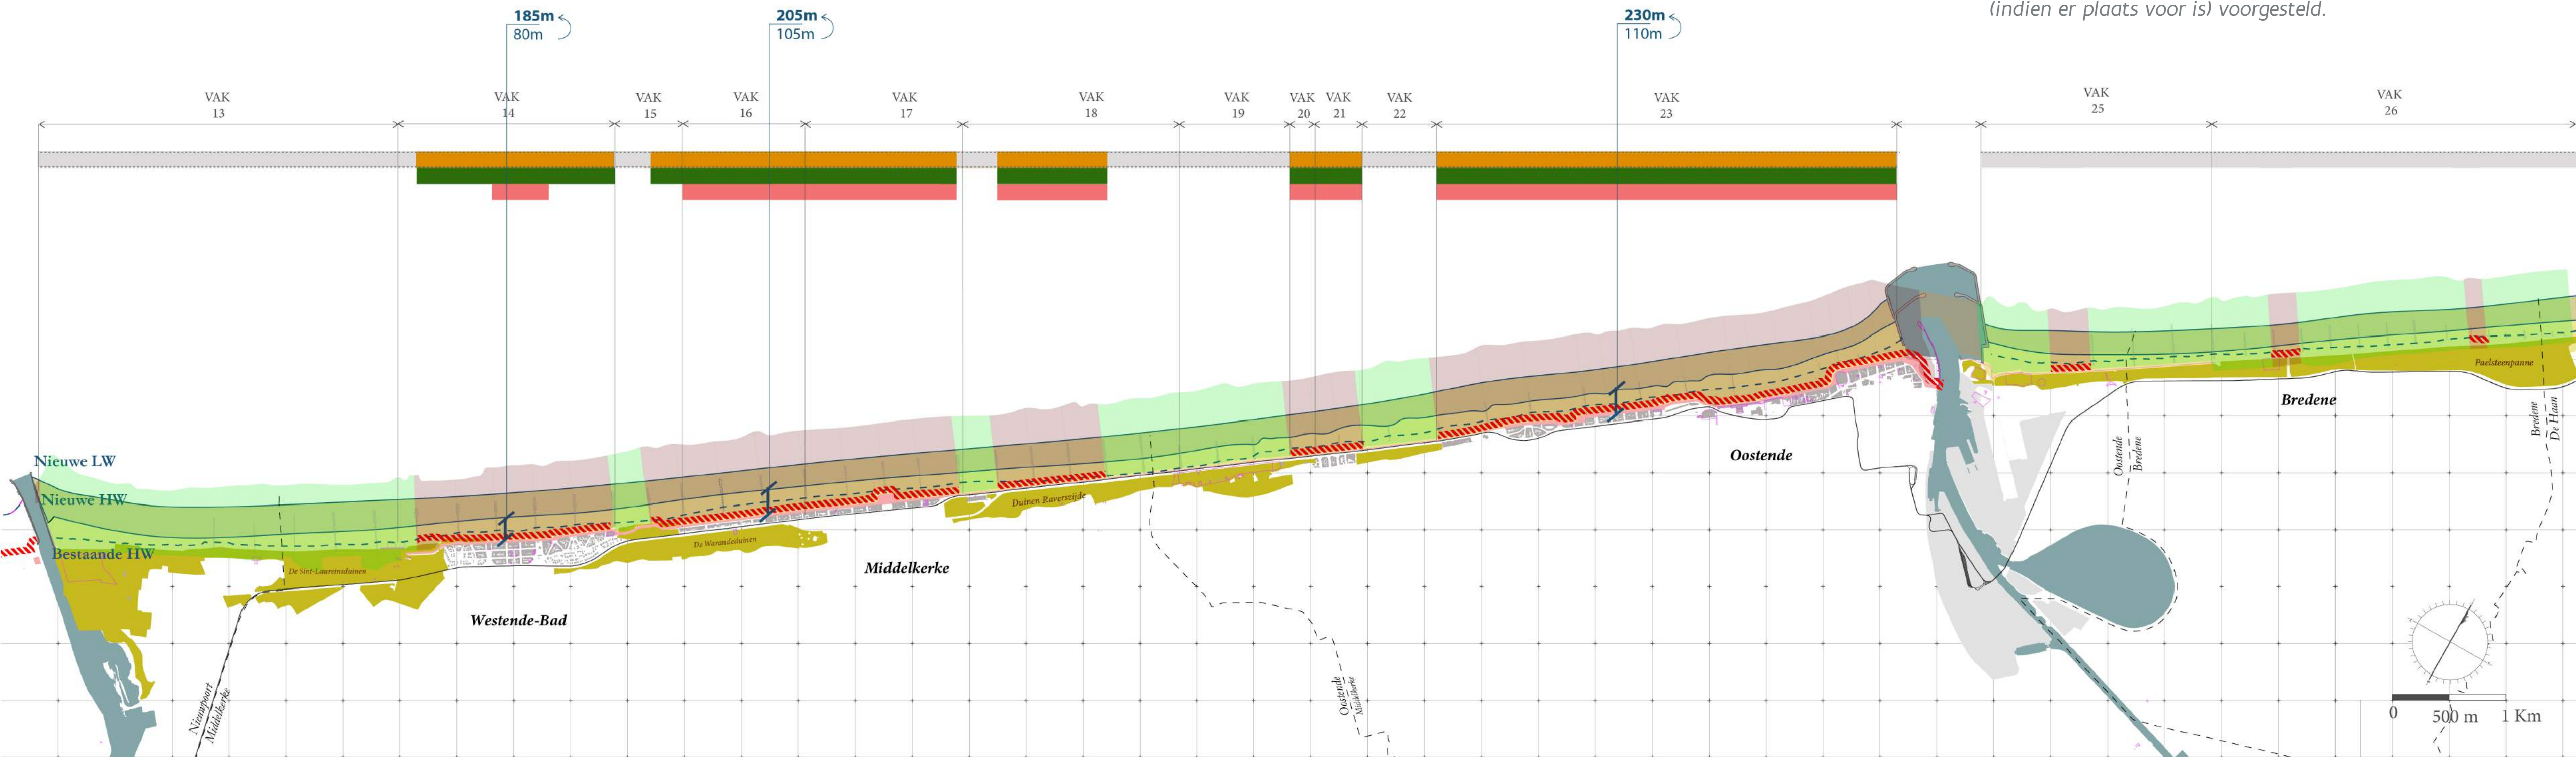 (indien er plaats voor is) voorgesteld.
185m
80m
205m
105m
230m
110m
VAK
13
VAK
14
VAK
15
VAK
16
VAK
17
VAK
18
VAK
19
VAK
20
VAK
21
VAK
22
VAK
23
VAK
25
VAK
26
Nieuwe LW
Nieuwe HW
Bestaande HW
De Sint-Laureinsduinen
De Warandeduinen
Duinen Raverszijde
Paelsteenpanne
Westende-Bad
Middelkerke
Oostende
Bredene
Nieuwpoort
Middelkerke
Oostende
Middelkerke
Oostende
Bredene
Bredene
De Haan
0
500 m
1 Km